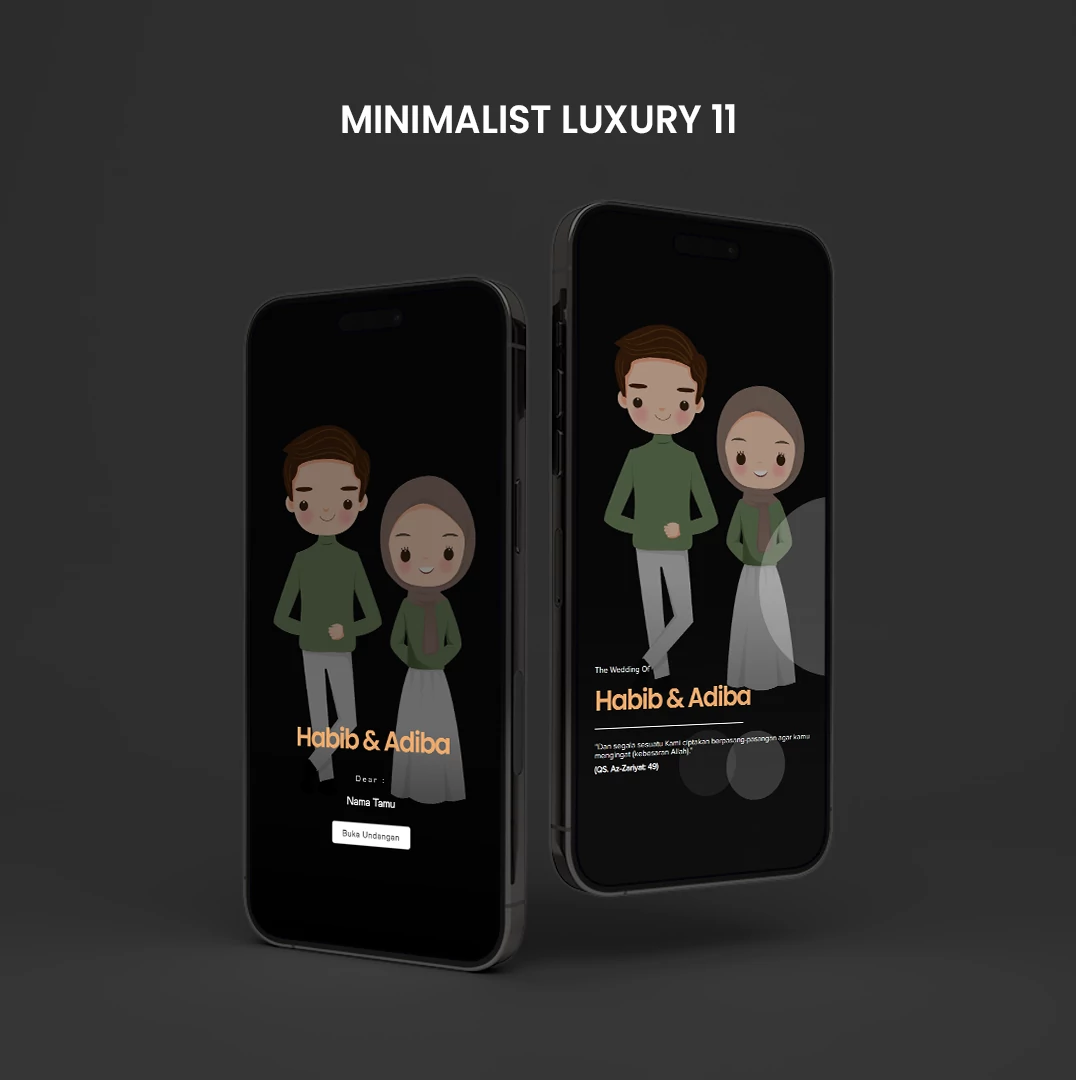 MINIMALIST LUXURY 11
Habib & Adiba
Dear :
Nama Tamu
Buka Undangan
The Wedding Of
Habib & Adiba
"Dan segala sesuatu Kami ciptakan berpasang-pasangan agar kamu
mengingat (kebesaran Allah)."
(QS. Az-Zariyat: 49)